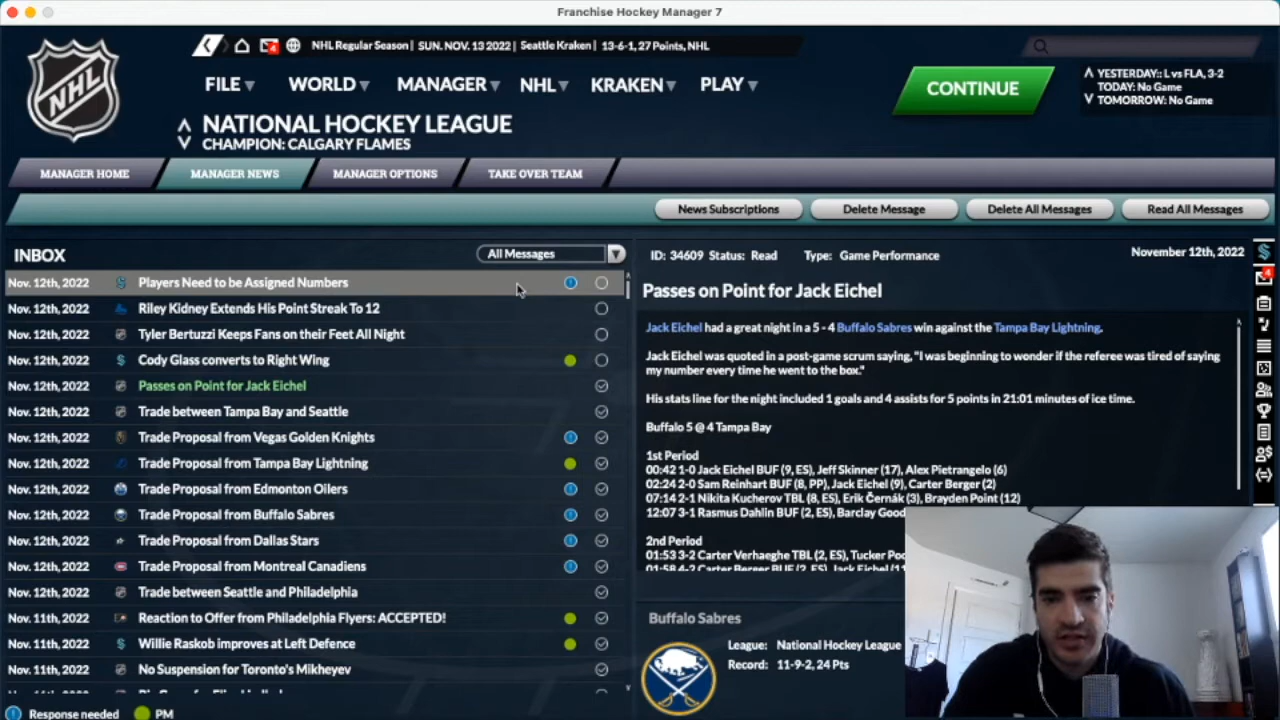 Franchise Hockey Manager 7
NHL Regular Season | SUN. NOV. 13 2022 | Seattle Kraken | 13-6-1, 27 Points, NHL
FILE WORLD MANAGER NHL KRAKEN PLAY
CONTINUE
YESTERDAY:: L vs FLA, 3-2
TODAY: No Game
TOMORROW: No Game
NHL
NATIONAL HOCKEY LEAGUE
CHAMPION: CALGARY FLAMES
MANAGER HOME MANAGER NEWS MANAGER OPTIONS TAKE OVER TEAM
News Subscriptions Delete Message Delete All Messages Read All Messages
INBOX All Messages
Nov. 12th, 2022 Players Need to be Assigned Numbers
Nov. 12th, 2022 Riley Kidney Extends His Point Streak To 12
Nov. 12th, 2022 Tyler Bertuzzi Keeps Fans on their Feet All Night
Nov. 12th, 2022 Cody Glass converts to Right Wing
Nov. 12th, 2022 Passes on Point for Jack Eichel
Nov. 12th, 2022 Trade between Tampa Bay and Seattle
Nov. 12th, 2022 Trade Proposal from Vegas Golden Knights
Nov. 12th, 2022 Trade Proposal from Tampa Bay Lightning
Nov. 12th, 2022 Trade Proposal from Edmonton Oilers
Nov. 12th, 2022 Trade Proposal from Buffalo Sabres
Nov. 12th, 2022 Trade Proposal from Dallas Stars
Nov. 12th, 2022 Trade Proposal from Montreal Canadiens
Nov. 12th, 2022 Trade between Seattle and Philadelphia
Nov. 11th, 2022 Reaction to Offer from Philadelphia Flyers: ACCEPTED!
Nov. 11th, 2022 Willie Raskob improves at Left Defence
Nov. 11th, 2022 No Suspension for Toronto's Mikheyev
Response needed PM
ID: 34609 Status: Read Type: Game Performance November 12th, 2022
Passes on Point for Jack Eichel
Jack Eichel had a great night in a 5 - 4 Buffalo Sabres win against the Tampa Bay Lightning.
Jack Eichel was quoted in a post-game scrum saying, "I was beginning to wonder if the referee was tired of saying
my number every time he went to the box."
His stats line for the night included 1 goals and 4 assists for 5 points in 21:01 minutes of ice time.
Buffalo 5 @ 4 Tampa Bay
1st Period
00:42 1-0 Jack Eichel BUF (9, ES), Jeff Skinner (17), Alex Pietrangelo (6)
02:24 2-0 Sam Reinhart BUF (8, PP), Jack Eichel (9), Carter Berger (2)
07:14 2-1 Nikita Kucherov TBL (8, ES), Erik Černák (3), Brayden Point (12)
12:07 3-1 Rasmus Dahlin BUF (2, ES), Barclay Good
2nd Period
01:53 3-2 Carter Verhaeghe TBL (2, ES), Tucker Poo
01:58 4-2 Carter Berger BUF (2, ES), Jack Eichel (11
Buffalo Sabres
League: National Hockey League
Record: 11-9-2, 24 Pts
4
4